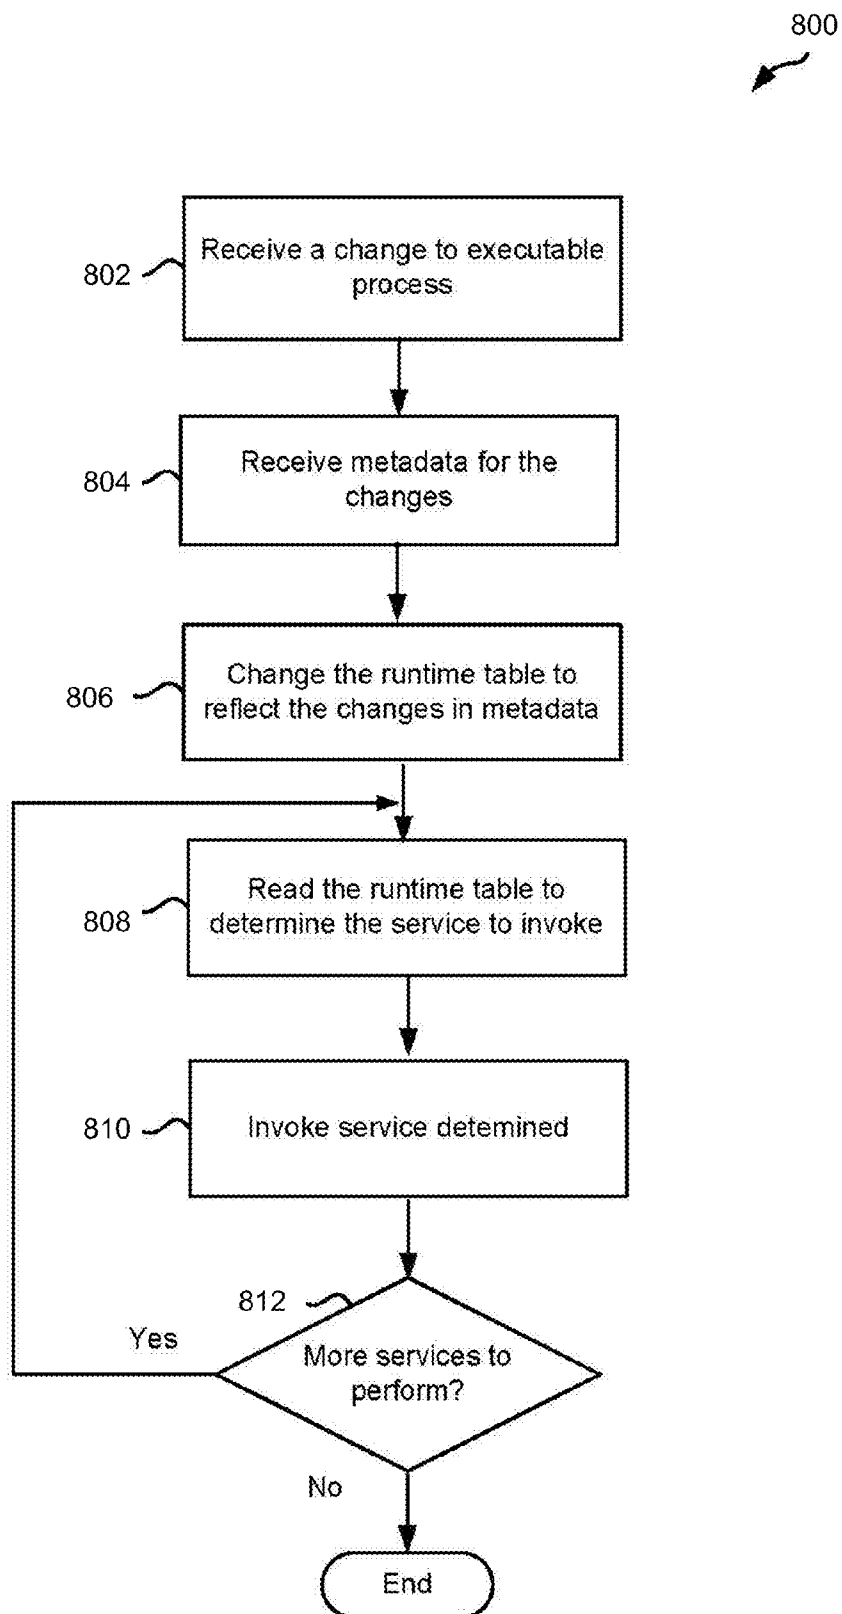 800
802
Receive a change to executable
process
804
Receive metadata for the
changes
806
Change the runtime table to
reflect the changes in metadata
808
Read the runtime table to
determine the service to invoke
810
Invoke service detemined
812
Yes
More services to
perform?
No
End